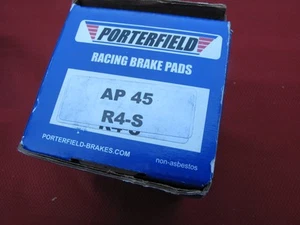 PORTERFIELD
RACING BRAKE PADS
AP 45
R4-S
PORTERFIELD-BRAKES.COM
non-asbestos